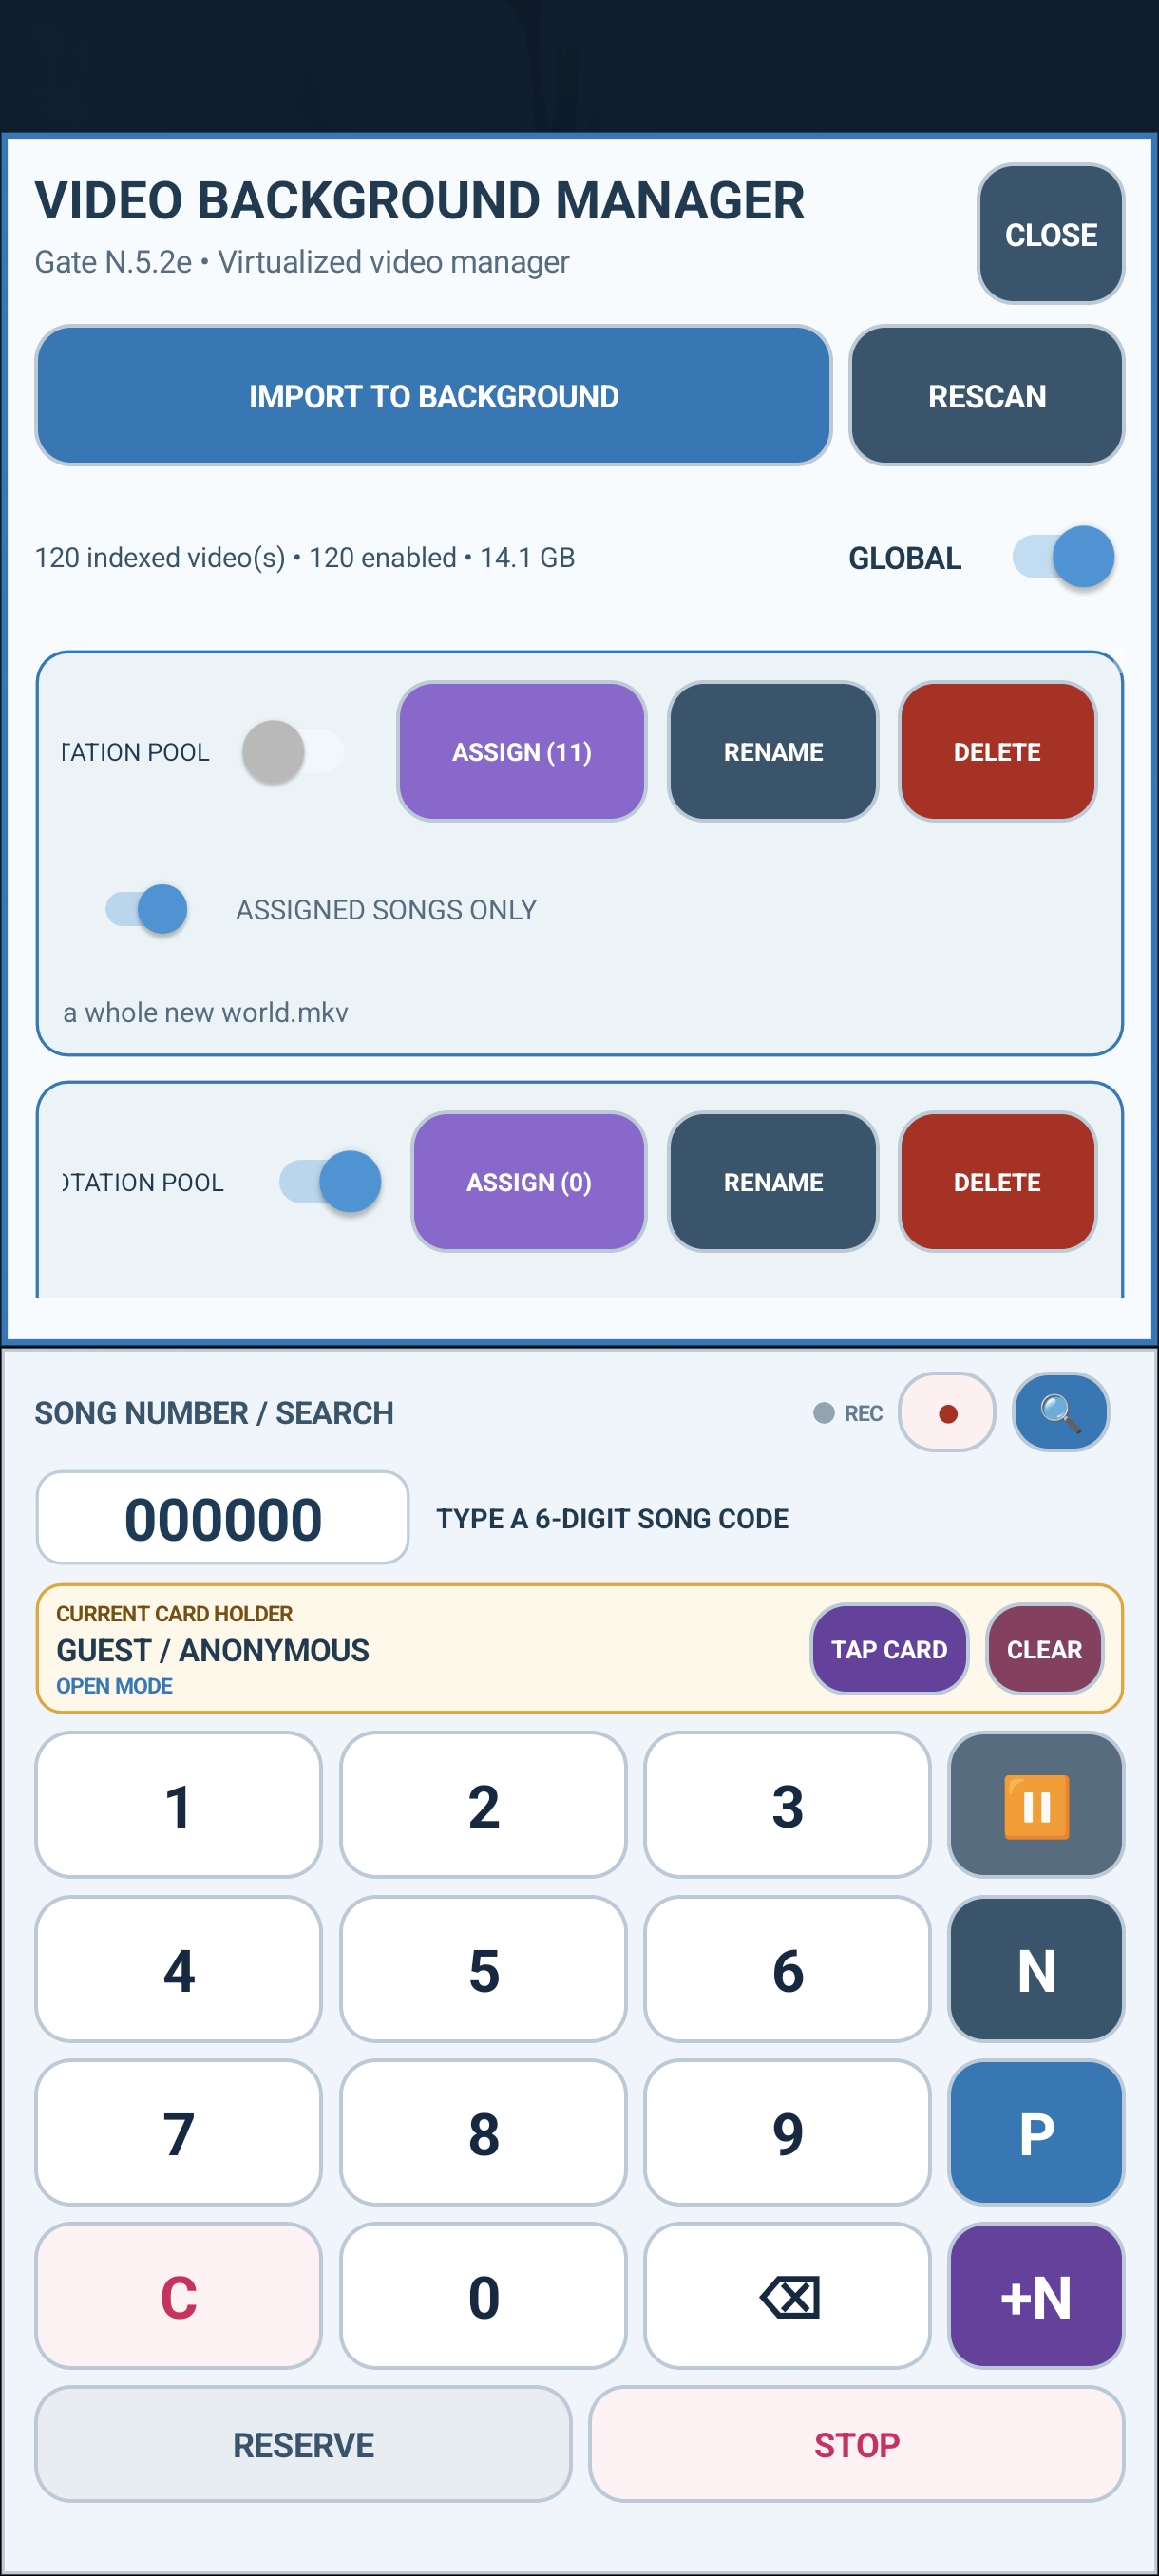 VIDEO BACKGROUND MANAGER
CLOSE
Gate N.5.2e • Virtualized video manager
IMPORT TO BACKGROUND
RESCAN
120 indexed video(s) • 120 enabled • 14.1 GB
GLOBAL
TATION POOL
ASSIGN (11)
RENAME
DELETE
ASSIGNED SONGS ONLY
a whole new world.mkv
OTATION POOL
ASSIGN (0)
RENAME
DELETE
SONG NUMBER / SEARCH
REC
000000
TYPE A 6-DIGIT SONG CODE
CURRENT CARD HOLDER
GUEST / ANONYMOUS
OPEN MODE
TAP CARD
CLEAR
1
2
3
4
5
6
N
7
8
9
P
C
0
+N
RESERVE
STOP